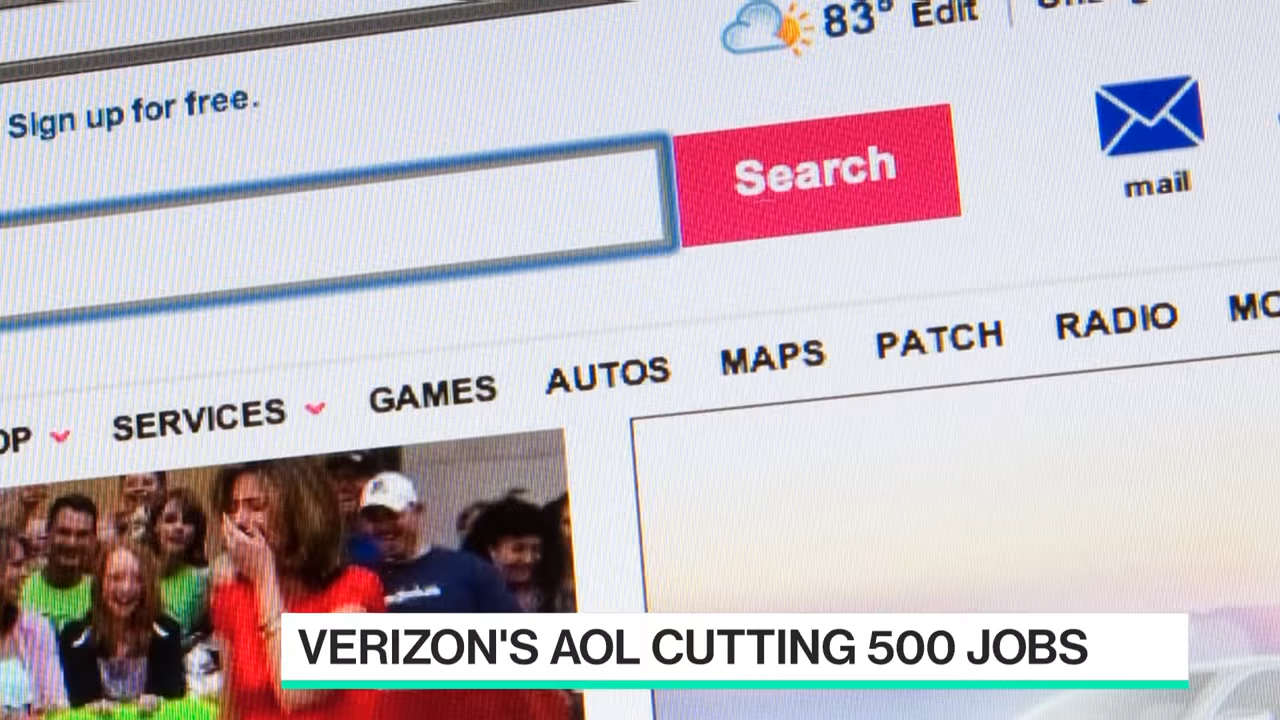 83° Edit
Sign up for free.
Search
mail
SERVICES GAMES AUTOS MAPS PATCH RADIO
VERIZON'S AOL CUTTING 500 JOBS